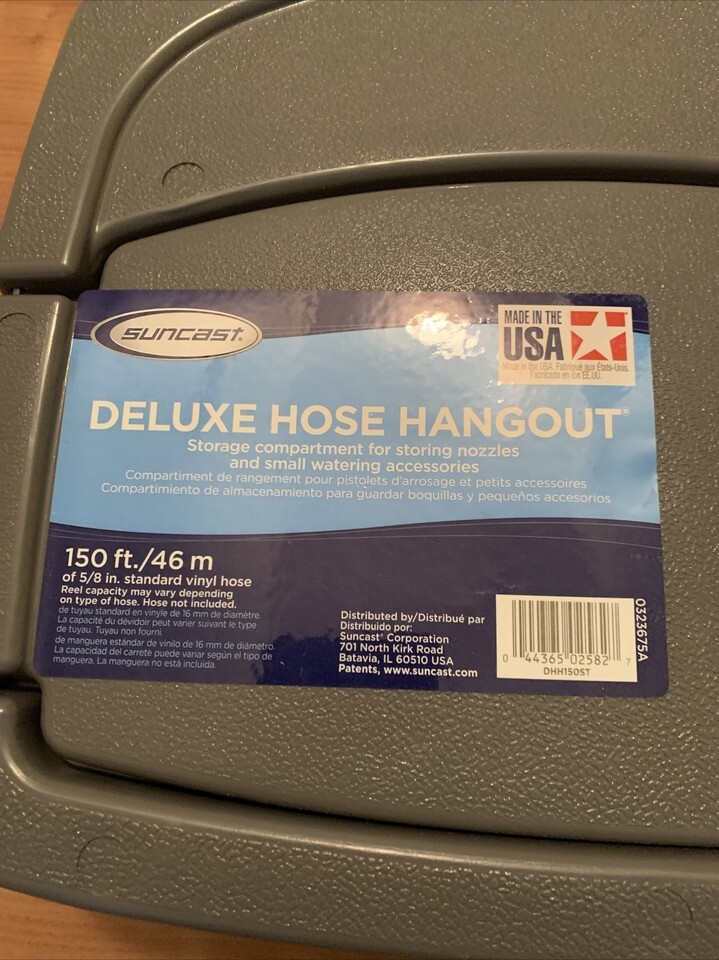 SUNCAST®
MADE IN THE
USA
Made in the USA. Fabriqué aux États-Unis.
Fabricado en los EE.UU.
DELUXE HOSE HANGOUT®
Storage compartment for storing nozzles
and small watering accessories
Compartiment de rangement pour pistolets d'arrosage et petits accessoires
Compartimiento de almacenamiento para guardar boquillas y pequeños accesorios
150 ft./46 m
of 5/8 in. standard vinyl hose
Reel capacity may vary depending
on type of hose. Hose not included.
de tuyau standard en vinyle de 16 mm de diamètre.
La capacité du dévidoir peut varier suivant le type
de tuyau. Tuyau non fourni.
de manguera estándar de vinilo de 16 mm de diámetro.
La capacidad del carrete puede variar según el tipo de
manguera. La manguera no está incluida.
Distributed by/Distribué par
Distribuido por:
Suncast® Corporation
701 North Kirk Road
Batavia, IL 60510 USA
Patents, www.suncast.com
0 44365 02582 7
DHH150ST
0323675A